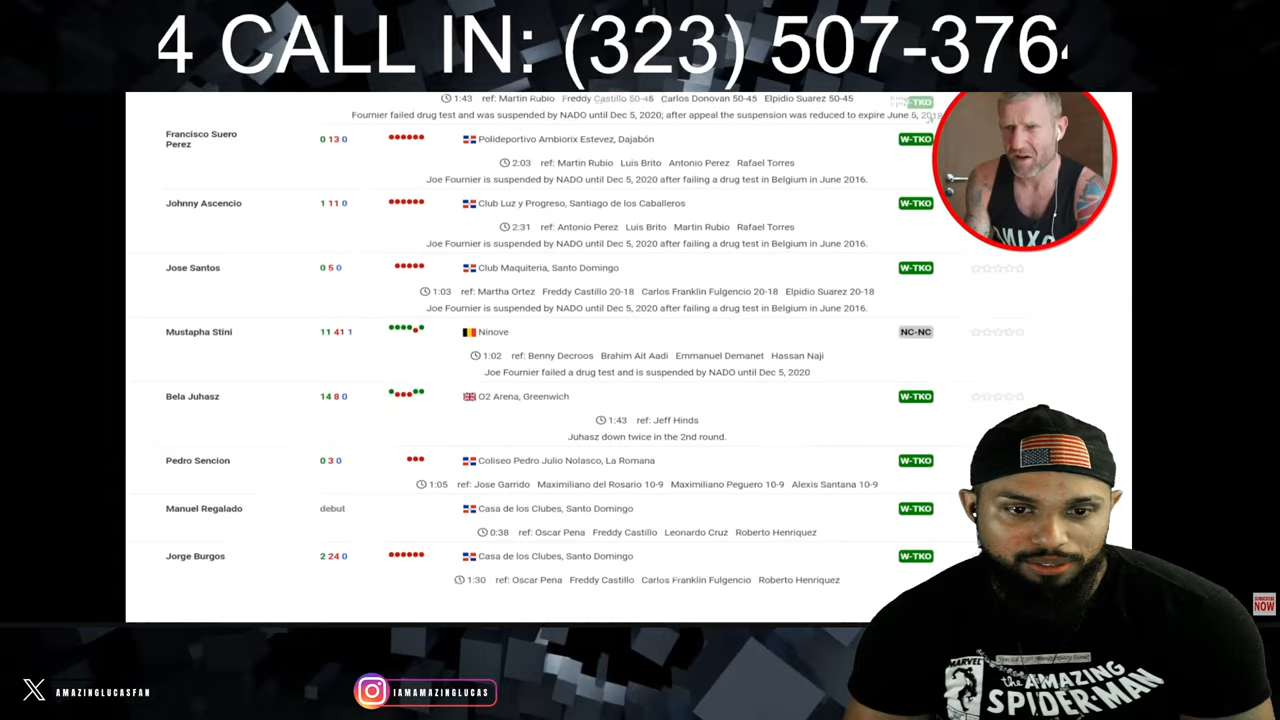 4 CALL IN: (323) 507-376
1:43 ref: Martin Rubio Freddy Castillo 50-45 Carlos Donovan 50-45 Elpidio Suarez 50-45 W-TKO
Fournier failed drug test and was suspended by NADO until Dec 5, 2020; after appeal the suspension was reduced to expire June 5, 2018
Francisco Suero Perez 0 13 0 Polideportivo Ambiorix Estevez, Dajabón W-TKO
2:03 ref: Martin Rubio Luis Brito Antonio Perez Rafael Torres
Joe Fournier is suspended by NADO until Dec 5, 2020 after failing a drug test in Belgium in June 2016.
Johnny Ascencio 1 11 0 Club Luz y Progreso, Santiago de los Caballeros W-TKO
2:31 ref: Antonio Perez Luis Brito Martin Rubio Rafael Torres
Joe Fournier is suspended by NADO until Dec 5, 2020 after failing a drug test in Belgium in June 2016.
Jose Santos 0 5 0 Club Maquiteria, Santo Domingo W-TKO
1:03 ref: Martha Ortez Freddy Castillo 20-18 Carlos Franklin Fulgencio 20-18 Elpidio Suarez 20-18
Joe Fournier is suspended by NADO until Dec 5, 2020 after failing a drug test in Belgium in June 2016.
Mustapha Stini 11 41 1 Ninove NC-NC
1:02 ref: Benny Decroos Brahim Ait Aadi Emmanuel Demanet Hassan Naji
Joe Fournier failed a drug test and is suspended by NADO until Dec 5, 2020
Bela Juhasz 14 8 0 O2 Arena, Greenwich W-TKO
1:43 ref: Jeff Hinds
Juhasz down twice in the 2nd round.
Pedro Sencion 0 3 0 Coliseo Pedro Julio Nolasco, La Romana W-TKO
1:05 ref: Jose Garrido Maximiliano del Rosario 10-9 Maximiliano Peguero 10-9 Alexis Santana 10-9
Manuel Regalado debut Casa de los Clubes, Santo Domingo W-TKO
0:38 ref: Oscar Pena Freddy Castillo Leonardo Cruz Roberto Henriquez
Jorge Burgos 2 24 0 Casa de los Clubes, Santo Domingo W-TKO
1:30 ref: Oscar Pena Freddy Castillo Carlos Franklin Fulgencio Roberto Henriquez
SUBSCRIBE
NOW
AMAZINGLUCASFAN
IAMAMAZINGLUCAS
MARVEL
the AMAZING
SPIDER-MAN